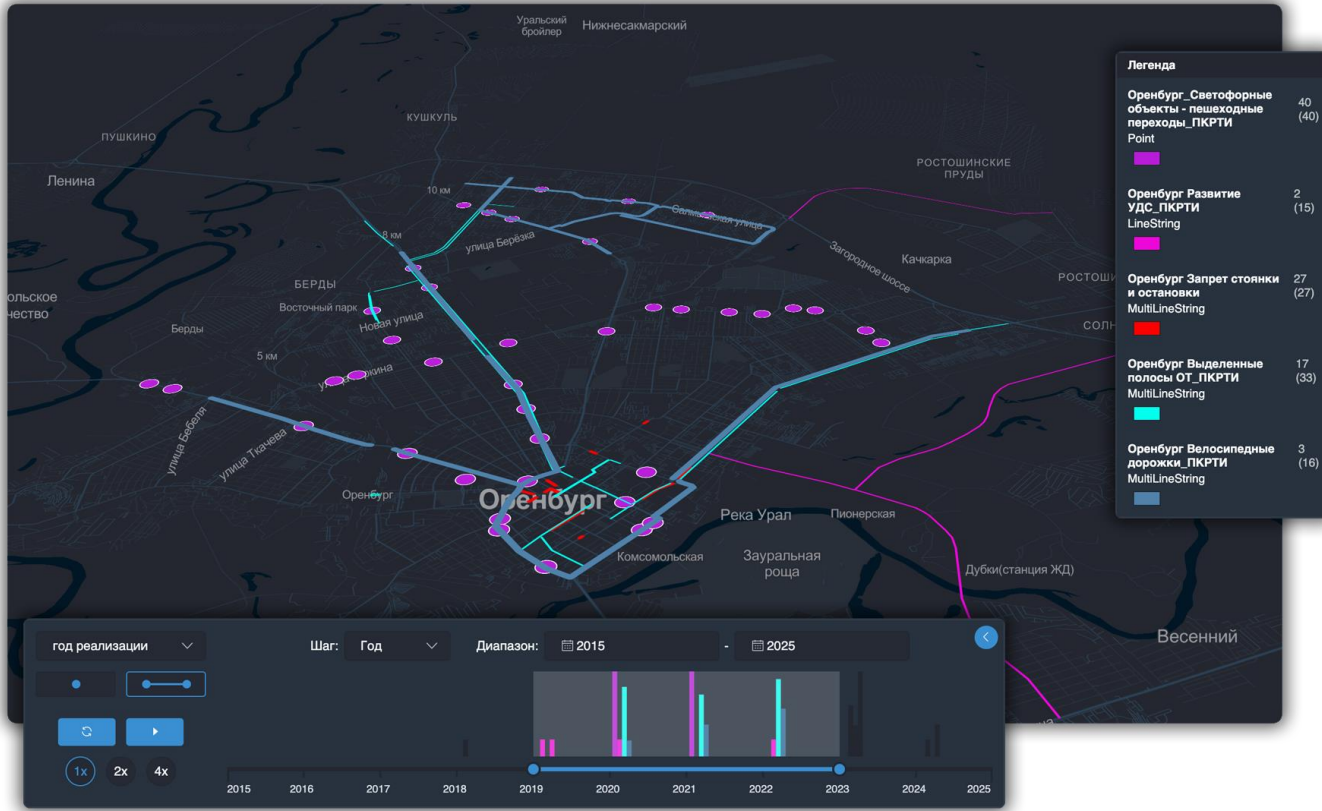 Уральский
бройлер
Нижнесакмарский
КУШКУЛЬ
ПУШКИНО
Ленина
РОСТОШИНСКИЕ
ПРУДЫ
10 км
8 км
улица Берёзка
Загородное шоссе
Качкарка
БЕРДЫ
Восточный парк
Новая улица
ольское
чество
Берды
5 км
РОСТОШИ
СОЛН
улица Бебеля
улица Ткачева
Оренбург
Оренбург
Река Урал
Пионерская
Комсомольская
Зауральная
роща
Дубки(станция ЖД)
Весенний
Легенда
Оренбург_Светофорные
объекты - пешеходные
переходы_ПКРТИ
40
(40)
Point
Оренбург Развитие
УДС_ПКРТИ
2
(15)
LineString
Оренбург Запрет стоянки
и остановки
27
(27)
MultiLineString
Оренбург Выделенные
полосы ОТ_ПКРТИ
17
(33)
MultiLineString
Оренбург Велосипедные
дорожки_ПКРТИ
3
(16)
MultiLineString
год реализации
Шаг: Год
Диапазон: 2015 - 2025
1x 2x 4x
2015 2016 2017 2018 2019 2020 2021 2022 2023 2024 2025